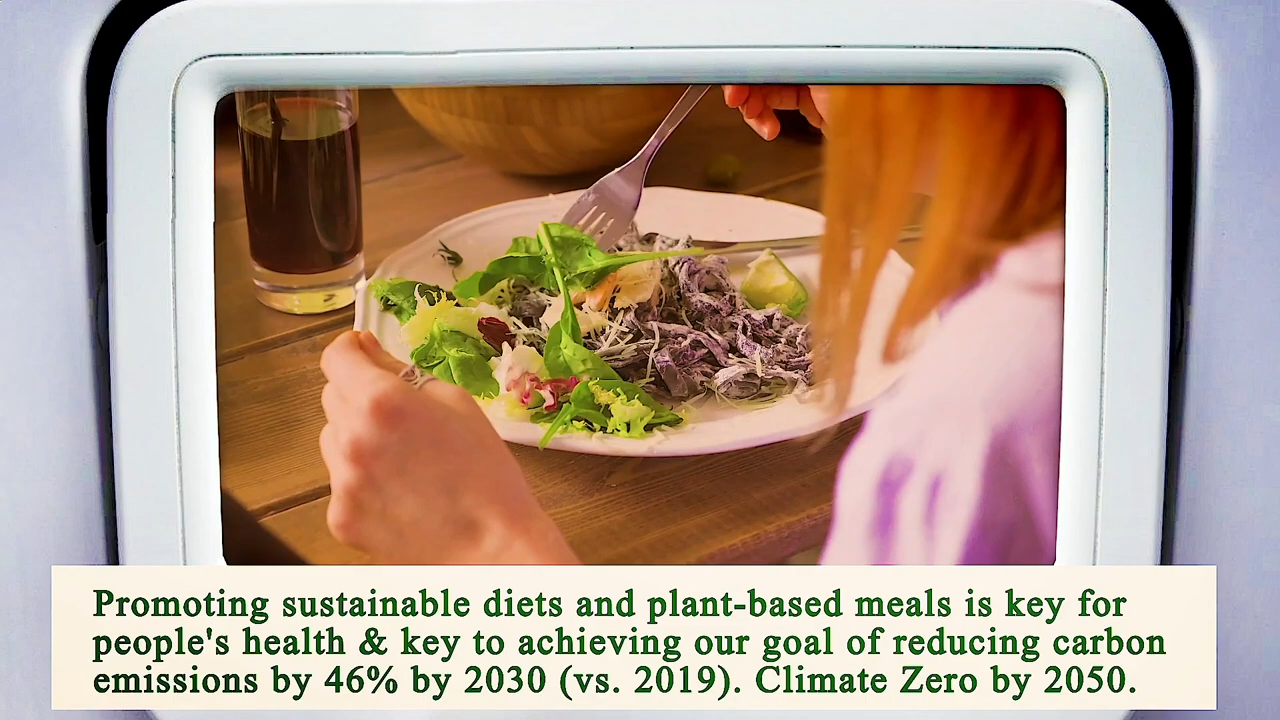 Promoting sustainable diets and plant-based meals is key for
people's health & key to achieving our goal of reducing carbon
emissions by 46% by 2030 (vs. 2019). Climate Zero by 2050.